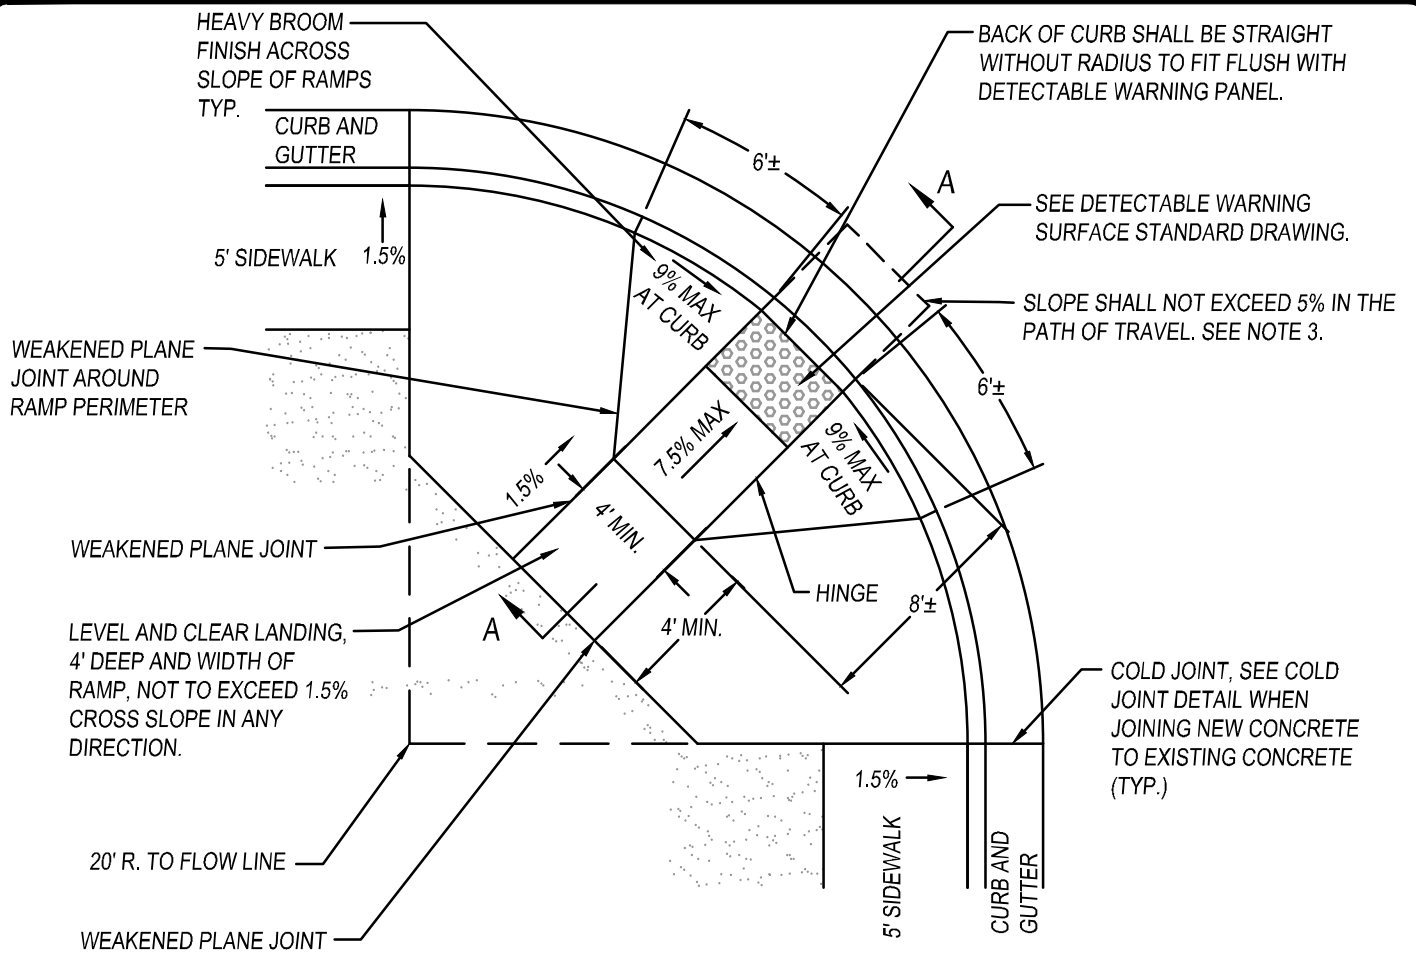 HEAVY BROOM
FINISH ACROSS
SLOPE OF RAMPS
TYP.
BACK OF CURB SHALL BE STRAIGHT
WITHOUT RADIUS TO FIT FLUSH WITH
DETECTABLE WARNING PANEL.
CURB AND
GUTTER
6'±
A
SEE DETECTABLE WARNING
SURFACE STANDARD DRAWING.
5' SIDEWALK
1.5%
9% MAX
AT CURB
SLOPE SHALL NOT EXCEED 5% IN THE
PATH OF TRAVEL. SEE NOTE 3.
WEAKENED PLANE
JOINT AROUND
RAMP PERIMETER
6'±
7.5% MAX
9% MAX
AT CURB
1.5%
4' MIN.
WEAKENED PLANE JOINT
HINGE
8'±
4' MIN.
A
LEVEL AND CLEAR LANDING,
4' DEEP AND WIDTH OF
RAMP, NOT TO EXCEED 1.5%
CROSS SLOPE IN ANY
DIRECTION.
COLD JOINT, SEE COLD
JOINT DETAIL WHEN
JOINING NEW CONCRETE
TO EXISTING CONCRETE
(TYP.)
1.5%
5' SIDEWALK
CURB AND
GUTTER
20' R. TO FLOW LINE
WEAKENED PLANE JOINT